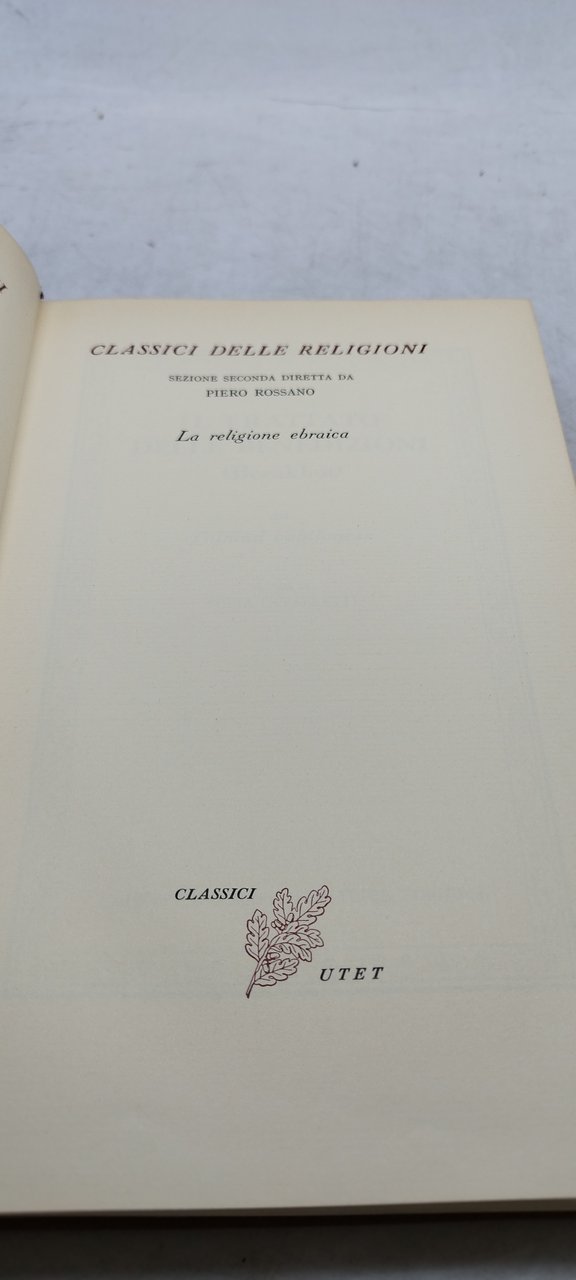 CLASSICI DELLE RELIGIONI
SEZIONE SECONDA DIRETTA DA
PIERO ROSSANO
La religione ebraica
CLASSICI
UTET